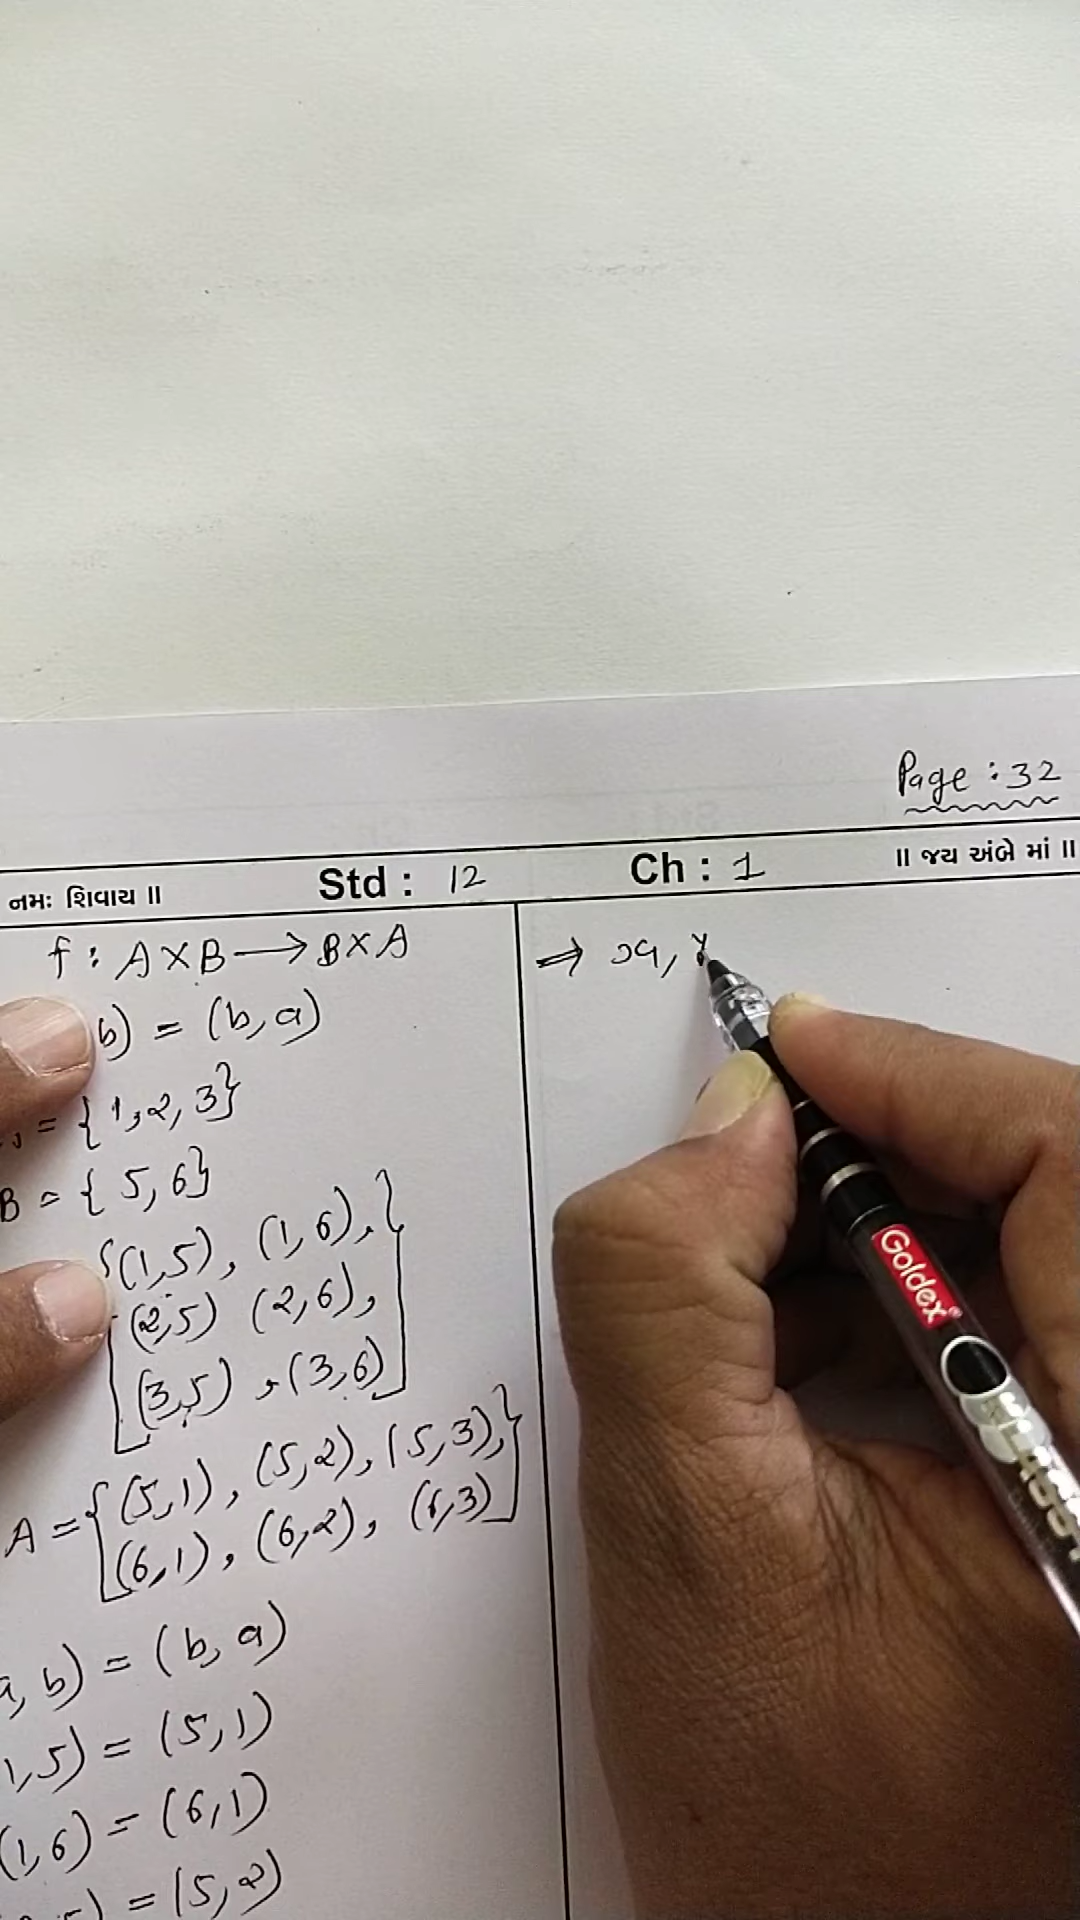 Page : 32
નમઃ શિવાય ॥ Std : 12 Ch : 1 ॥ જય અંબે માં ॥
f : A × B → B × A
b) = (b, a)
= {1, 2, 3}
B = {5, 6}
{(1,5), (1,6),}
(2,5) (2,6),
(3,5), (3,6)
A = {(5,1), (5,2), (5,3),}
(6,1), (6,2), (6,3)
a, b) = (b, a)
1,5) = (5,1)
(1,6) = (6,1)
) = (5,2)
⇒
Goldex